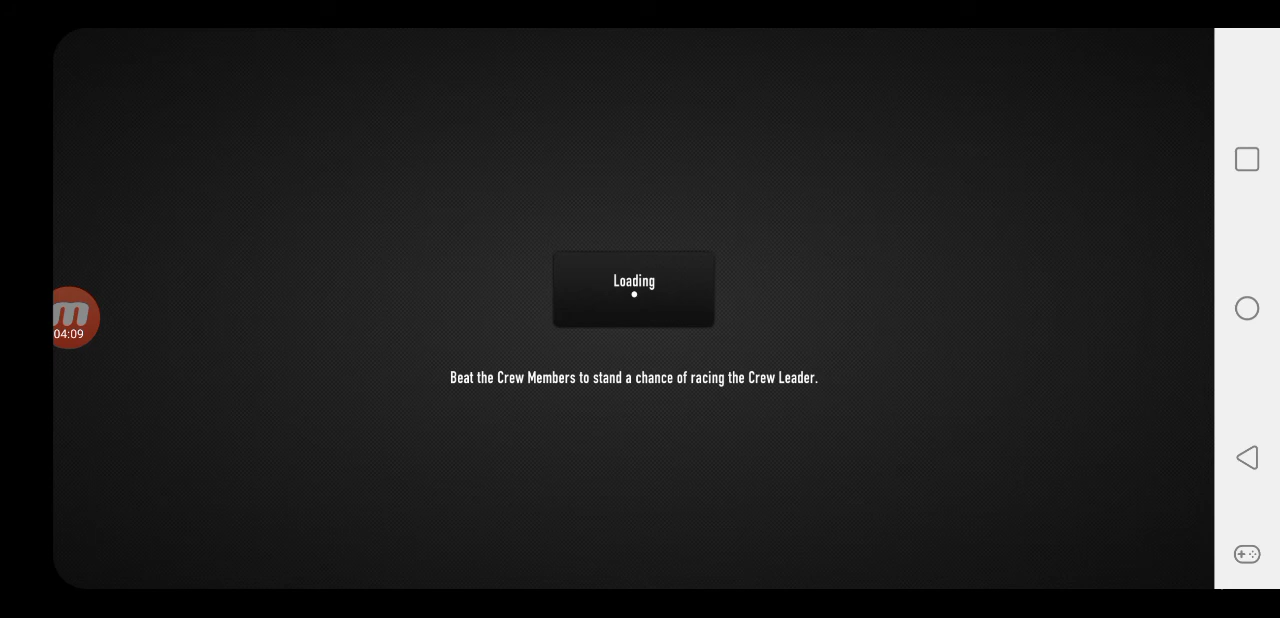 Loading
m
04:09
Beat the Crew Members to stand a chance of racing the Crew Leader.